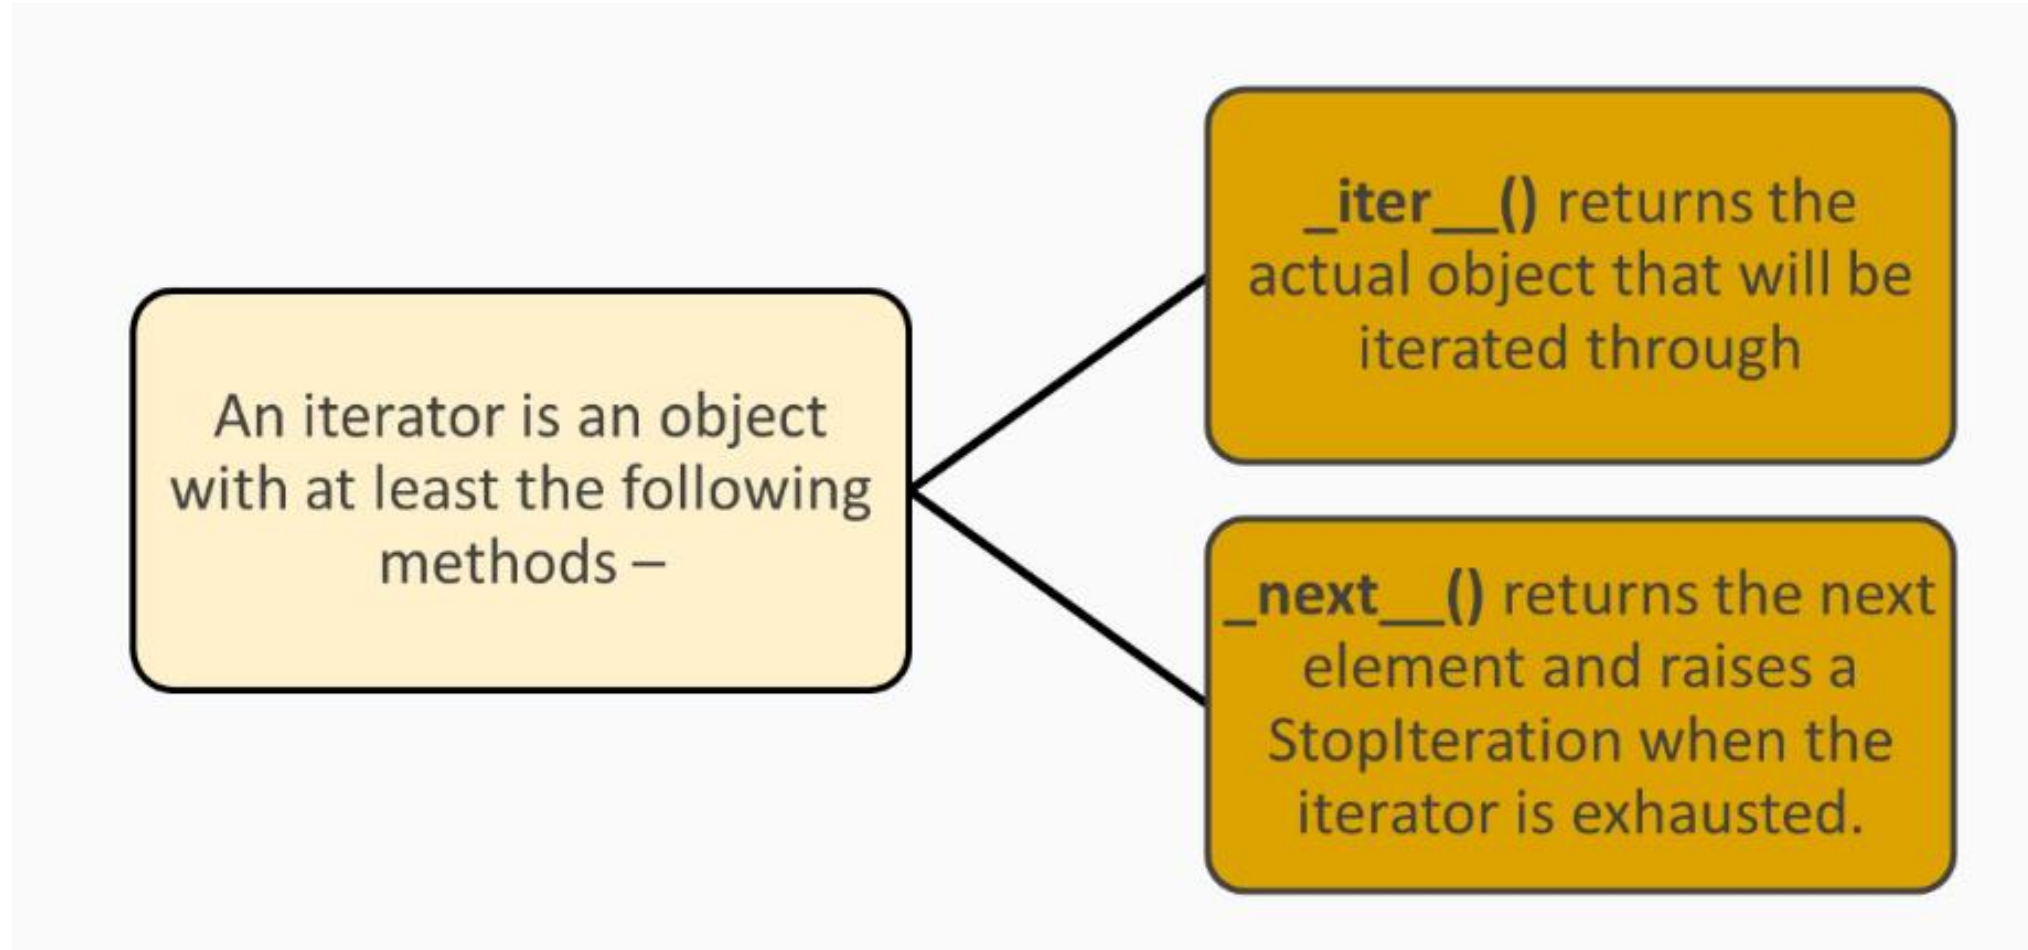 An iterator is an object
with at least the following
methods –
_iter__() returns the
actual object that will be
iterated through
_next__() returns the next
element and raises a
StopIteration when the
iterator is exhausted.